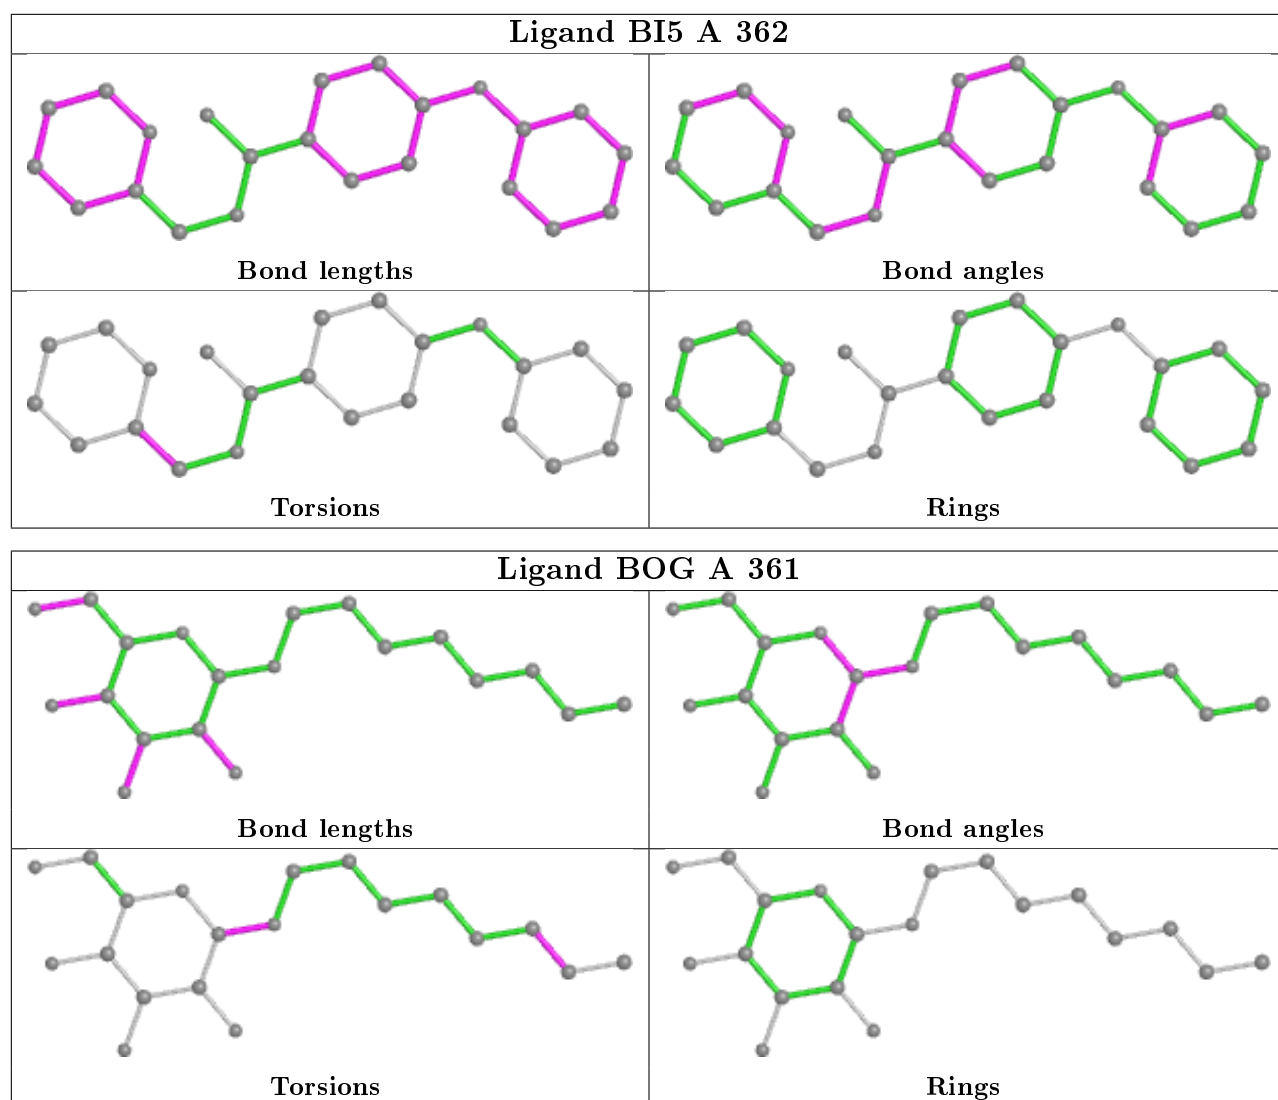 Ligand BI5 A 362
Bond lengths
Bond angles
Torsions
Rings
Ligand BOG A 361
Bond lengths
Bond angles
Torsions
Rings